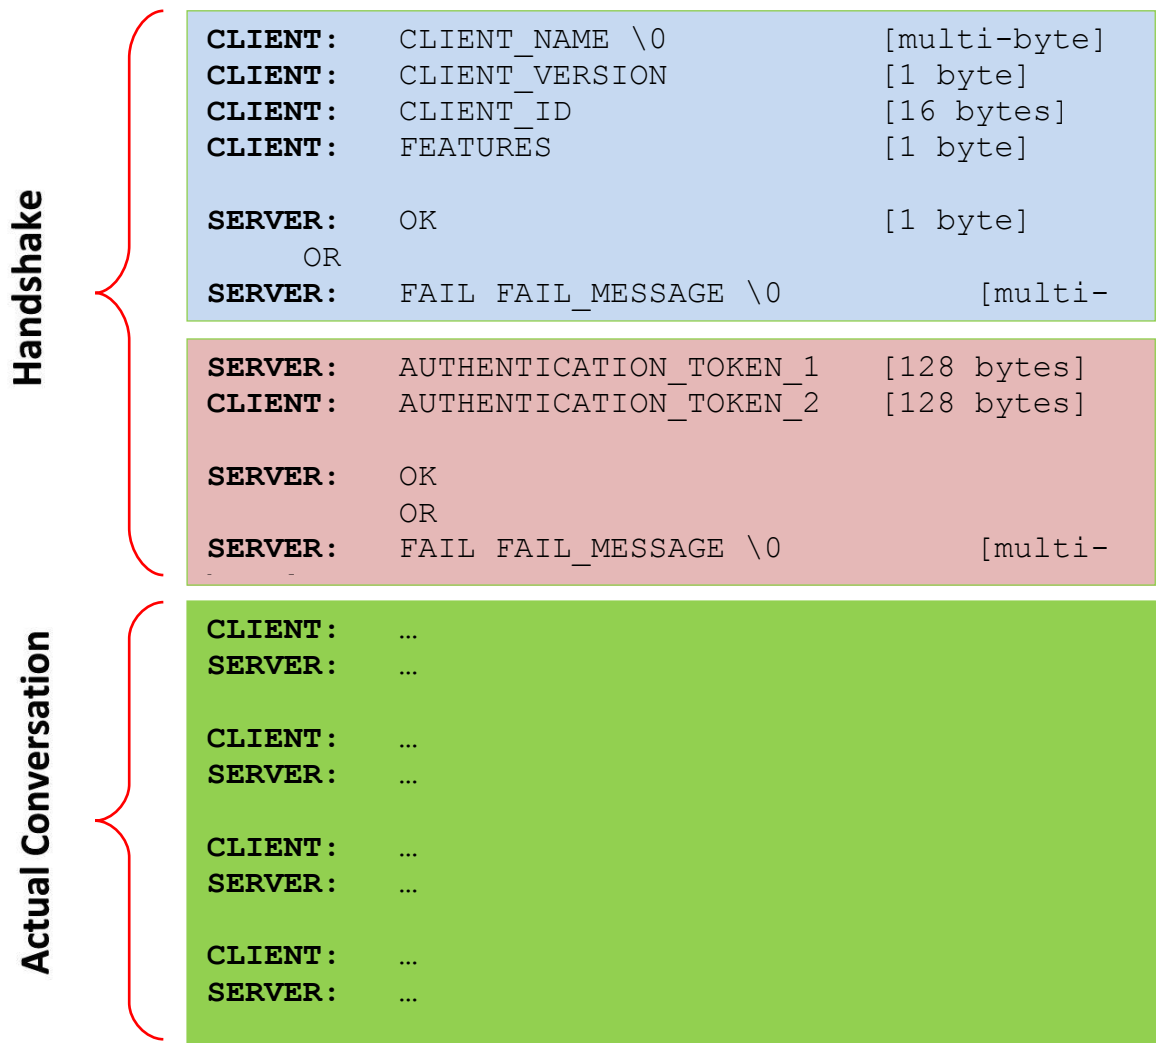 Handshake
CLIENT: CLIENT_NAME \0 [multi-byte]
CLIENT: CLIENT_VERSION [1 byte]
CLIENT: CLIENT_ID [16 bytes]
CLIENT: FEATURES [1 byte]
SERVER: OK [1 byte]
OR
SERVER: FAIL FAIL_MESSAGE \0 [multi-
SERVER: AUTHENTICATION_TOKEN_1 [128 bytes]
CLIENT: AUTHENTICATION_TOKEN_2 [128 bytes]
SERVER: OK
OR
SERVER: FAIL FAIL_MESSAGE \0 [multi-
Actual Conversation
CLIENT: …
SERVER: …
CLIENT: …
SERVER: …
CLIENT: …
SERVER: …
CLIENT: …
SERVER: …